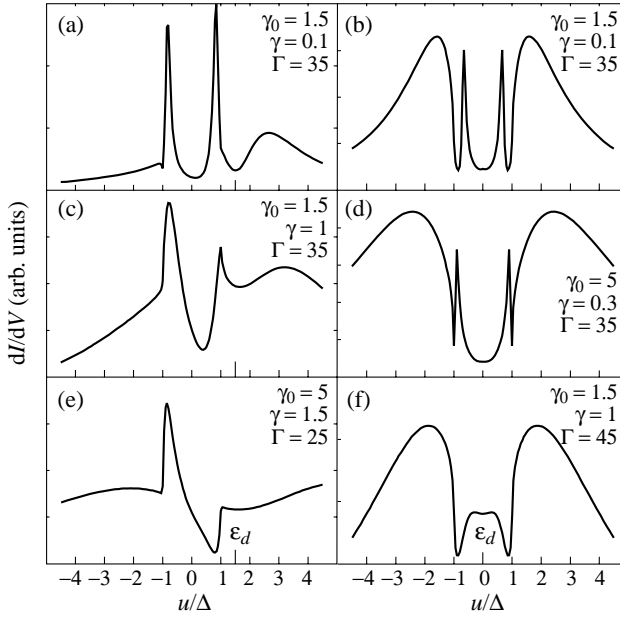 (a)
γ0 = 1.5
γ = 0.1
Γ = 35
(b)
γ0 = 1.5
γ = 0.1
Γ = 35
(c)
γ0 = 1.5
γ = 1
Γ = 35
(d)
γ0 = 5
γ = 0.3
Γ = 35
dI/dV (arb. units)
(e)
γ0 = 5
γ = 1.5
Γ = 25
εd
(f)
γ0 = 1.5
γ = 1
Γ = 45
εd
−4 −3 −2 −1 0 1 2 3 4
−4 −3 −2 −1 0 1 2 3 4
u/Δ
u/Δ